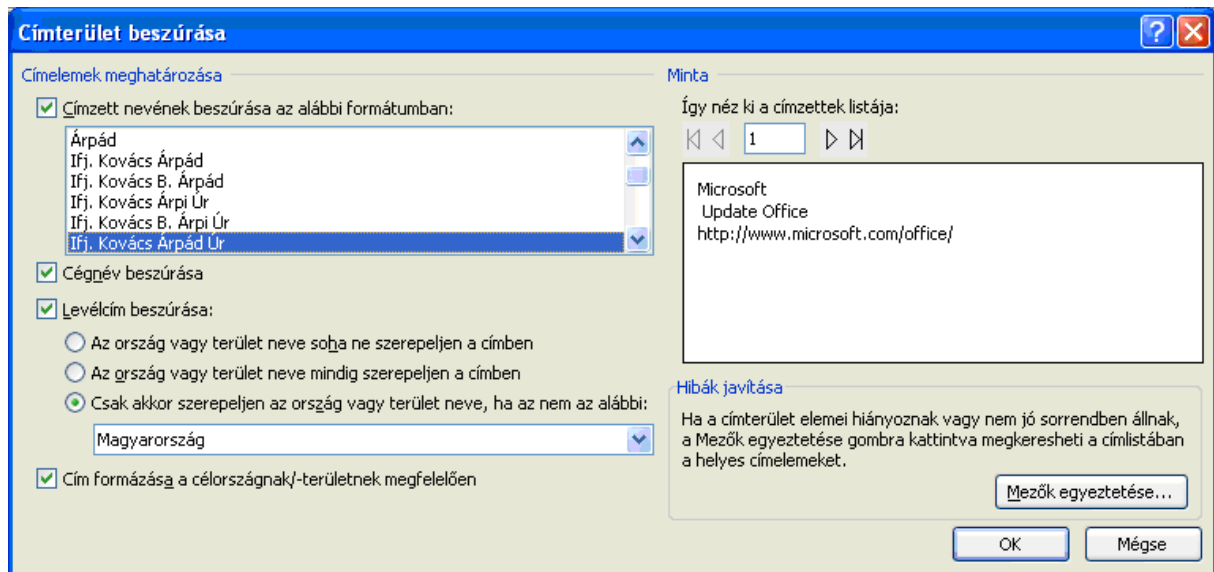 Címterület beszúrása
Címelemek meghatározása
Címzett nevének beszúrása az alábbi formátumban:
Árpád
Ifj. Kovács Árpád
Ifj. Kovács B. Árpád
Ifj. Kovács Árpi Úr
Ifj. Kovács B. Árpi Úr
Ifj. Kovács Árpád Úr
Cégnév beszúrása
Levélcím beszúrása:
Az ország vagy terület neve soha ne szerepeljen a címben
Az ország vagy terület neve mindig szerepeljen a címben
Csak akkor szerepeljen az ország vagy terület neve, ha az nem az alábbi:
Magyarország
Cím formázása a célországnak/-területnek megfelelően
Minta
Így néz ki a címzettek listája:
1
Microsoft
Update Office
http://www.microsoft.com/office/
Hibák javítása
Ha a címterület elemei hiányoznak vagy nem jó sorrendben állnak,
a Mezők egyeztetése gombra kattintva megkeresheti a címlistában
a helyes címelemeket.
Mezők egyeztetése...
OK
Mégse